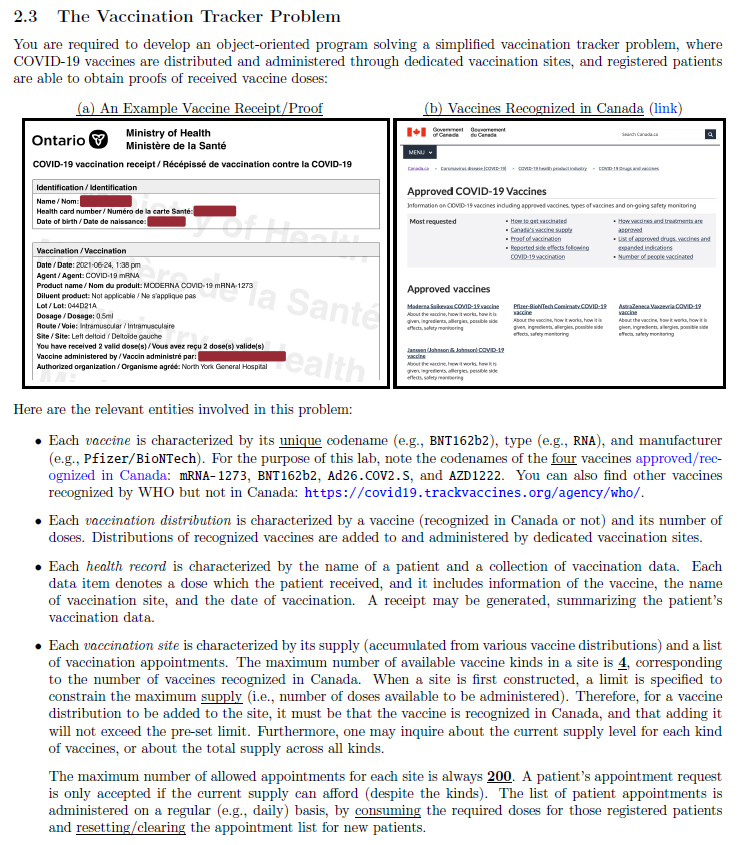 2.3 The Vaccination Tracker Problem
You are required to develop an object-oriented program solving a simplified vaccination tracker problem, where
COVID-19 vaccines are distributed and administered through dedicated vaccination sites, and registered patients
are able to obtain proofs of received vaccine doses:
(a) An Example Vaccine Receipt/Proof
(b) Vaccines Recognized in Canada (link)
Ontario
Ministry of Health
Ministère de la Santé
COVID-19 vaccination receipt / Récépissé de vaccination contre la COVID-19
Identification / Identification
Name / Nom:
Health card number / Numéro de la carte Santé:
Date of birth / Date de naissance:
Vaccination / Vaccination
Date / Date: 2021-06-24, 1:38 pm
Agent / Agent: COVID-19 mRNA
Product name / Nom du produit: MODERNA COVID-19 mRNA-1273
Diluent product: Not applicable / Ne s'applique pas
Lot / Lot: 044D21A
Dosage / Dosage: 0.5ml
Route / Voie: Intramuscular / Intramusculaire
Site / Site: Left deltoid / Deltoïde gauche
You have received 2 valid dose(s) / Vous avez reçu 2 dose(s) valide(s)
Vaccine administered by / Vaccin administré par:
Authorized organization / Organisme agréé: North York General Hospital
Government of Canada
Gouvernement du Canada
Search Canada.ca
MENU
Canada.ca
Coronavirus disease (COVID-19)
COVID-19 health product industry
COVID-19 Drugs and vaccines
Approved COVID-19 Vaccines
Information on COVID-19 vaccines including approved vaccines, types of vaccines and on-going safety monitoring
Most requested
• How to get vaccinated
• Canada's vaccine supply
• Proof of vaccination
• Reported side effects following
COVID-19 vaccination
• How vaccines and treatments are
approved
• List of approved drugs, vaccines and
expanded indications
• Number of people vaccinated
Approved vaccines
Moderna Spikevax COVID-19 vaccine
About the vaccine, how it works, how it is
given, ingredients, allergies, possible side
effects, safety monitoring
Pfizer-BioNTech Comirnaty COVID-19
vaccine
About the vaccine, how it works, how it is
given, ingredients, allergies, possible side
effects, safety monitoring
AstraZeneca Vaxzevria COVID-19
vaccine
About the vaccine, how it works, how it is
given, ingredients, allergies, possible side
effects, safety monitoring
Janssen (Johnson & Johnson) COVID-19
vaccine
About the vaccine, how it works, how it is
given, ingredients, allergies, possible side
effects, safety monitoring
Here are the relevant entities involved in this problem:
• Each vaccine is characterized by its unique codename (e.g., BNT162b2), type (e.g., RNA), and manufacturer
(e.g., Pfizer/BioNTech). For the purpose of this lab, note the codenames of the four vaccines approved/rec-
ognized in Canada: mRNA-1273, BNT162b2, Ad26.COV2.S, and AZD1222. You can also find other vaccines
recognized by WHO but not in Canada: https://covid19.trackvaccines.org/agency/who/.
• Each vaccination distribution is characterized by a vaccine (recognized in Canada or not) and its number of
doses. Distributions of recognized vaccines are added to and administered by dedicated vaccination sites.
• Each health record is characterized by the name of a patient and a collection of vaccination data. Each
data item denotes a dose which the patient received, and it includes information of the vaccine, the name
of vaccination site, and the date of vaccination. A receipt may be generated, summarizing the patient's
vaccination data.
• Each vaccination site is characterized by its supply (accumulated from various vaccine distributions) and a list
of vaccination appointments. The maximum number of available vaccine kinds in a site is 4, corresponding
to the number of vaccines recognized in Canada. When a site is first constructed, a limit is specified to
constrain the maximum supply (i.e., number of doses available to be administered). Therefore, for a vaccine
distribution to be added to the site, it must be that the vaccine is recognized in Canada, and that adding it
will not exceed the pre-set limit. Furthermore, one may inquire about the current supply level for each kind
of vaccines, or about the total supply across all kinds.
The maximum number of allowed appointments for each site is always 200. A patient's appointment request
is only accepted if the current supply can afford (despite the kinds). The list of patient appointments is
administered on a regular (e.g., daily) basis, by consuming the required doses for those registered patients
and resetting/clearing the appointment list for new patients.